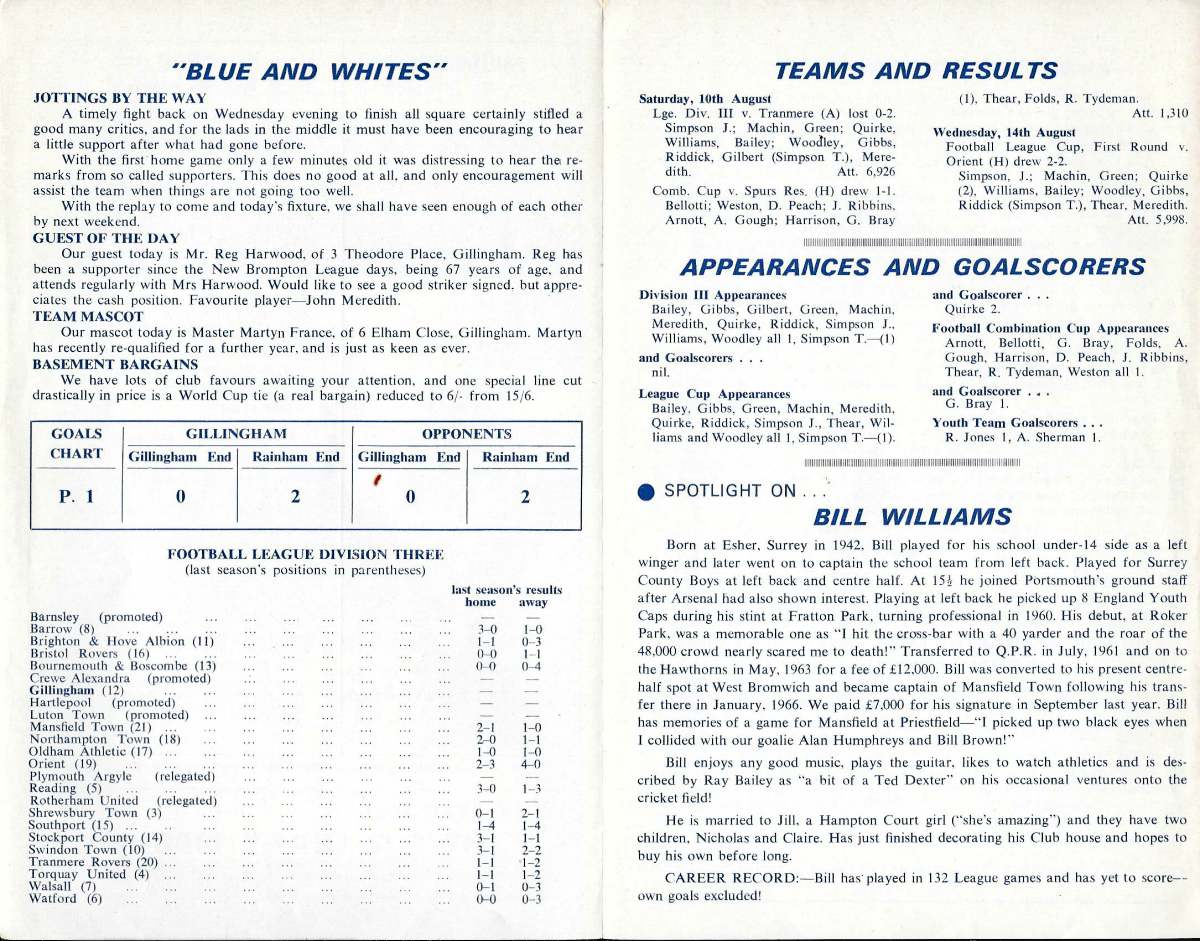 "BLUE AND WHITES"
JOTTINGS BY THE WAY
A timely fight back on Wednesday evening to finish all square certainly stifled a
good many critics, and for the lads in the middle it must have been encouraging to hear
a little support after what had gone before.
With the first home game only a few minutes old it was distressing to hear the re-
marks from so called supporters. This does no good at all, and only encouragement will
assist the team when things are not going too well.
With the replay to come and today's fixture, we shall have seen enough of each other
by next weekend.
GUEST OF THE DAY
Our guest today is Mr. Reg Harwood, of 3 Theodore Place, Gillingham. Reg has
been a supporter since the New Brompton League days, being 67 years of age, and
attends regularly with Mrs Harwood. Would like to see a good striker signed, but appre-
ciates the cash position. Favourite player—John Meredith.
TEAM MASCOT
Our mascot today is Master Martyn France, of 6 Elham Close, Gillingham. Martyn
has recently re-qualified for a further year, and is just as keen as ever.
BASEMENT BARGAINS
We have lots of club favours awaiting your attention, and one special line cut
drastically in price is a World Cup tie (a real bargain) reduced to 6/- from 15/6.
GOALS CHART GILLINGHAM OPPONENTS
Gillingham End Rainham End Gillingham End Rainham End
P. 1 0 2 0 2
FOOTBALL LEAGUE DIVISION THREE
(last season's positions in parentheses)
last season's results
home away
Barnsley (promoted) ... ... ... ... ... ... — —
Barrow (8) ... ... ... ... ... ... ... ... 3–0 1–0
Brighton & Hove Albion (11) ... ... ... ... ... ... 1–1 0–3
Bristol Rovers (16) ... ... ... ... ... ... ... 0–0 1–1
Bournemouth & Boscombe (13) ... ... ... ... ... ... 0–0 0–4
Crewe Alexandra (promoted) ... ... ... ... ... — —
Gillingham (12) ... ... ... ... ... ... ... — —
Hartlepool (promoted) ... ... ... ... ... ... — —
Luton Town (promoted) ... ... ... ... ... ... — —
Mansfield Town (21) ... ... ... ... ... ... ... 2–1 1–0
Northampton Town (18) ... ... ... ... ... ... 2–0 1–1
Oldham Athletic (17) ... ... ... ... ... ... ... 1–0 1–0
Orient (19) ... ... ... ... ... ... ... ... 2–3 4–0
Plymouth Argyle (relegated) ... ... ... ... ... — —
Reading (5) ... ... ... ... ... ... ... ... 3–0 1–3
Rotherham United (relegated) ... ... ... ... ... — —
Shrewsbury Town (3) ... ... ... ... ... ... 0–1 2–1
Southport (15) ... ... ... ... ... ... ... ... 1–4 1–4
Stockport County (14) ... ... ... ... ... ... 3–1 1–1
Swindon Town (10) ... ... ... ... ... ... ... 3–1 2–2
Tranmere Rovers (20) ... ... ... ... ... ... ... 1–1 1–2
Torquay United (4) ... ... ... ... ... ... ... 1–1 1–2
Walsall (7) ... ... ... ... ... ... ... ... 0–1 0–3
Watford (6) ... ... ... ... ... ... ... ... 0–0 0–3
TEAMS AND RESULTS
Saturday, 10th August
Lge. Div. III v. Tranmere (A) lost 0-2.
Simpson J.; Machin, Green; Quirke,
Williams, Bailey; Woodley, Gibbs,
Riddick, Gilbert (Simpson T.), Mere-
dith. Att. 6,926
Comb. Cup v. Spurs Res. (H) drew 1-1.
Bellotti; Weston, D. Peach; J. Ribbins,
Arnott, A. Gough; Harrison, G. Bray
(1), Thear, Folds, R. Tydeman.
Att. 1,310
Wednesday, 14th August
Football League Cup, First Round v.
Orient (H) drew 2-2.
Simpson, J.; Machin, Green; Quirke
(2), Williams, Bailey; Woodley, Gibbs,
Riddick (Simpson T.), Thear, Meredith.
Att. 5,998.
APPEARANCES AND GOALSCORERS
Division III Appearances
Bailey, Gibbs, Gilbert, Green, Machin,
Meredith, Quirke, Riddick, Simpson J.,
Williams, Woodley all 1, Simpson T.—(1)
and Goalscorers . . .
nil.
League Cup Appearances
Bailey, Gibbs, Green, Machin, Meredith,
Quirke, Riddick, Simpson J., Thear, Wil-
liams and Woodley all 1, Simpson T.—(1).
and Goalscorer . . .
Quirke 2.
Football Combination Cup Appearances
Arnott, Bellotti, G. Bray, Folds, A.
Gough, Harrison, D. Peach, J. Ribbins,
Thear, R. Tydeman, Weston all 1.
and Goalscorer . . .
G. Bray 1.
Youth Team Goalscorers . . .
R. Jones 1, A. Sherman 1.
SPOTLIGHT ON . . .
BILL WILLIAMS
Born at Esher, Surrey in 1942, Bill played for his school under-14 side as a left
winger and later went on to captain the school team from left back. Played for Surrey
County Boys at left back and centre half. At 15½ he joined Portsmouth's ground staff
after Arsenal had also shown interest. Playing at left back he picked up 8 England Youth
Caps during his stint at Fratton Park, turning professional in 1960. His debut, at Roker
Park, was a memorable one as "I hit the cross-bar with a 40 yarder and the roar of the
48,000 crowd nearly scared me to death!" Transferred to Q.P.R. in July, 1961 and on to
the Hawthorns in May, 1963 for a fee of £12,000. Bill was converted to his present centre-
half spot at West Bromwich and became captain of Mansfield Town following his trans-
fer there in January, 1966. We paid £7,000 for his signature in September last year. Bill
has memories of a game for Mansfield at Priestfield—"I picked up two black eyes when
I collided with our goalie Alan Humphreys and Bill Brown!"
Bill enjoys any good music, plays the guitar, likes to watch athletics and is des-
cribed by Ray Bailey as "a bit of a Ted Dexter" on his occasional ventures onto the
cricket field!
He is married to Jill, a Hampton Court girl ("she's amazing") and they have two
children, Nicholas and Claire. Has just finished decorating his Club house and hopes to
buy his own before long.
CAREER RECORD:—Bill has played in 132 League games and has yet to score—-
own goals excluded!